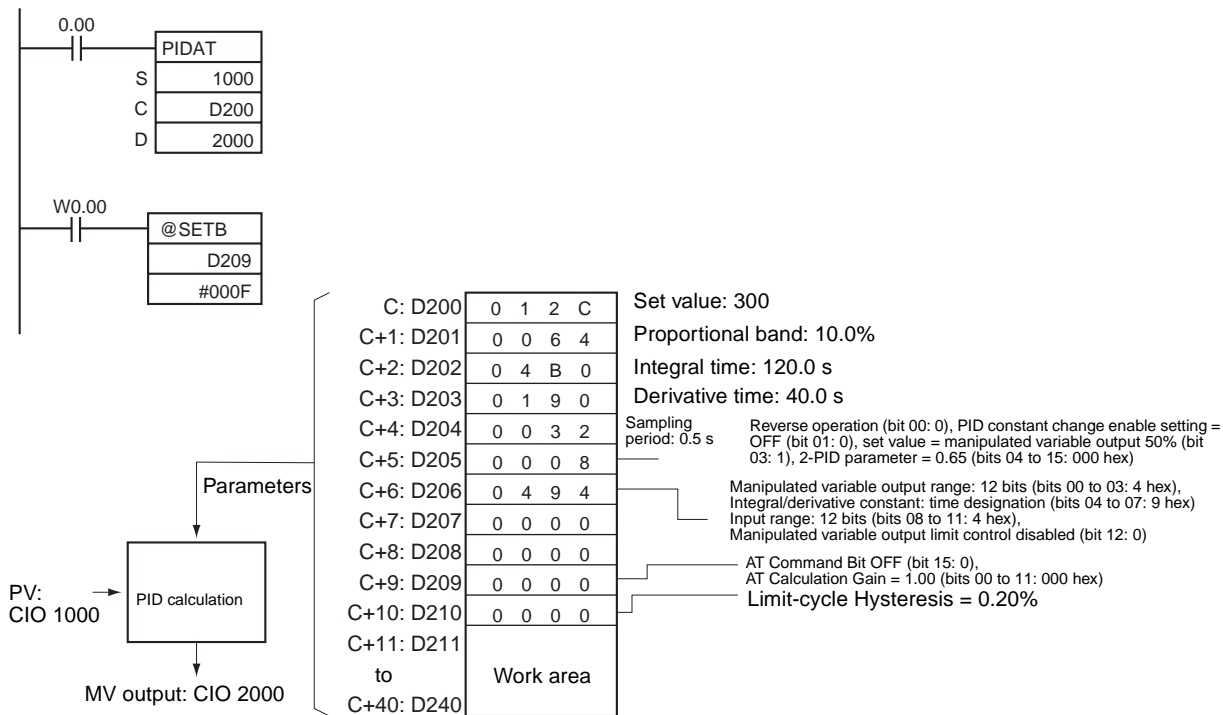 0.00
PIDAT
S 1000
C D200
D 2000
W0.00
@SETB
D209
#000F
C: D200 0 1 2 C Set value: 300
C+1: D201 0 0 6 4 Proportional band: 10.0%
C+2: D202 0 4 B 0 Integral time: 120.0 s
C+3: D203 0 1 9 0 Derivative time: 40.0 s
C+4: D204 0 0 3 2 Sampling
period: 0.5 s
C+5: D205 0 0 0 8 Reverse operation (bit 00: 0), PID constant change enable setting =
OFF (bit 01: 0), set value = manipulated variable output 50% (bit
03: 1), 2-PID parameter = 0.65 (bits 04 to 15: 000 hex)
C+6: D206 0 4 9 4 Manipulated variable output range: 12 bits (bits 00 to 03: 4 hex),
Integral/derivative constant: time designation (bits 04 to 07: 9 hex)
Input range: 12 bits (bits 08 to 11: 4 hex),
Manipulated variable output limit control disabled (bit 12: 0)
C+7: D207 0 0 0 0
C+8: D208 0 0 0 0
C+9: D209 0 0 0 0 AT Command Bit OFF (bit 15: 0),
AT Calculation Gain = 1.00 (bits 00 to 11: 000 hex)
C+10: D210 0 0 0 0 Limit-cycle Hysteresis = 0.20%
C+11: D211
to
C+40: D240
Work area
Parameters
PV:
CIO 1000
PID calculation
MV output: CIO 2000